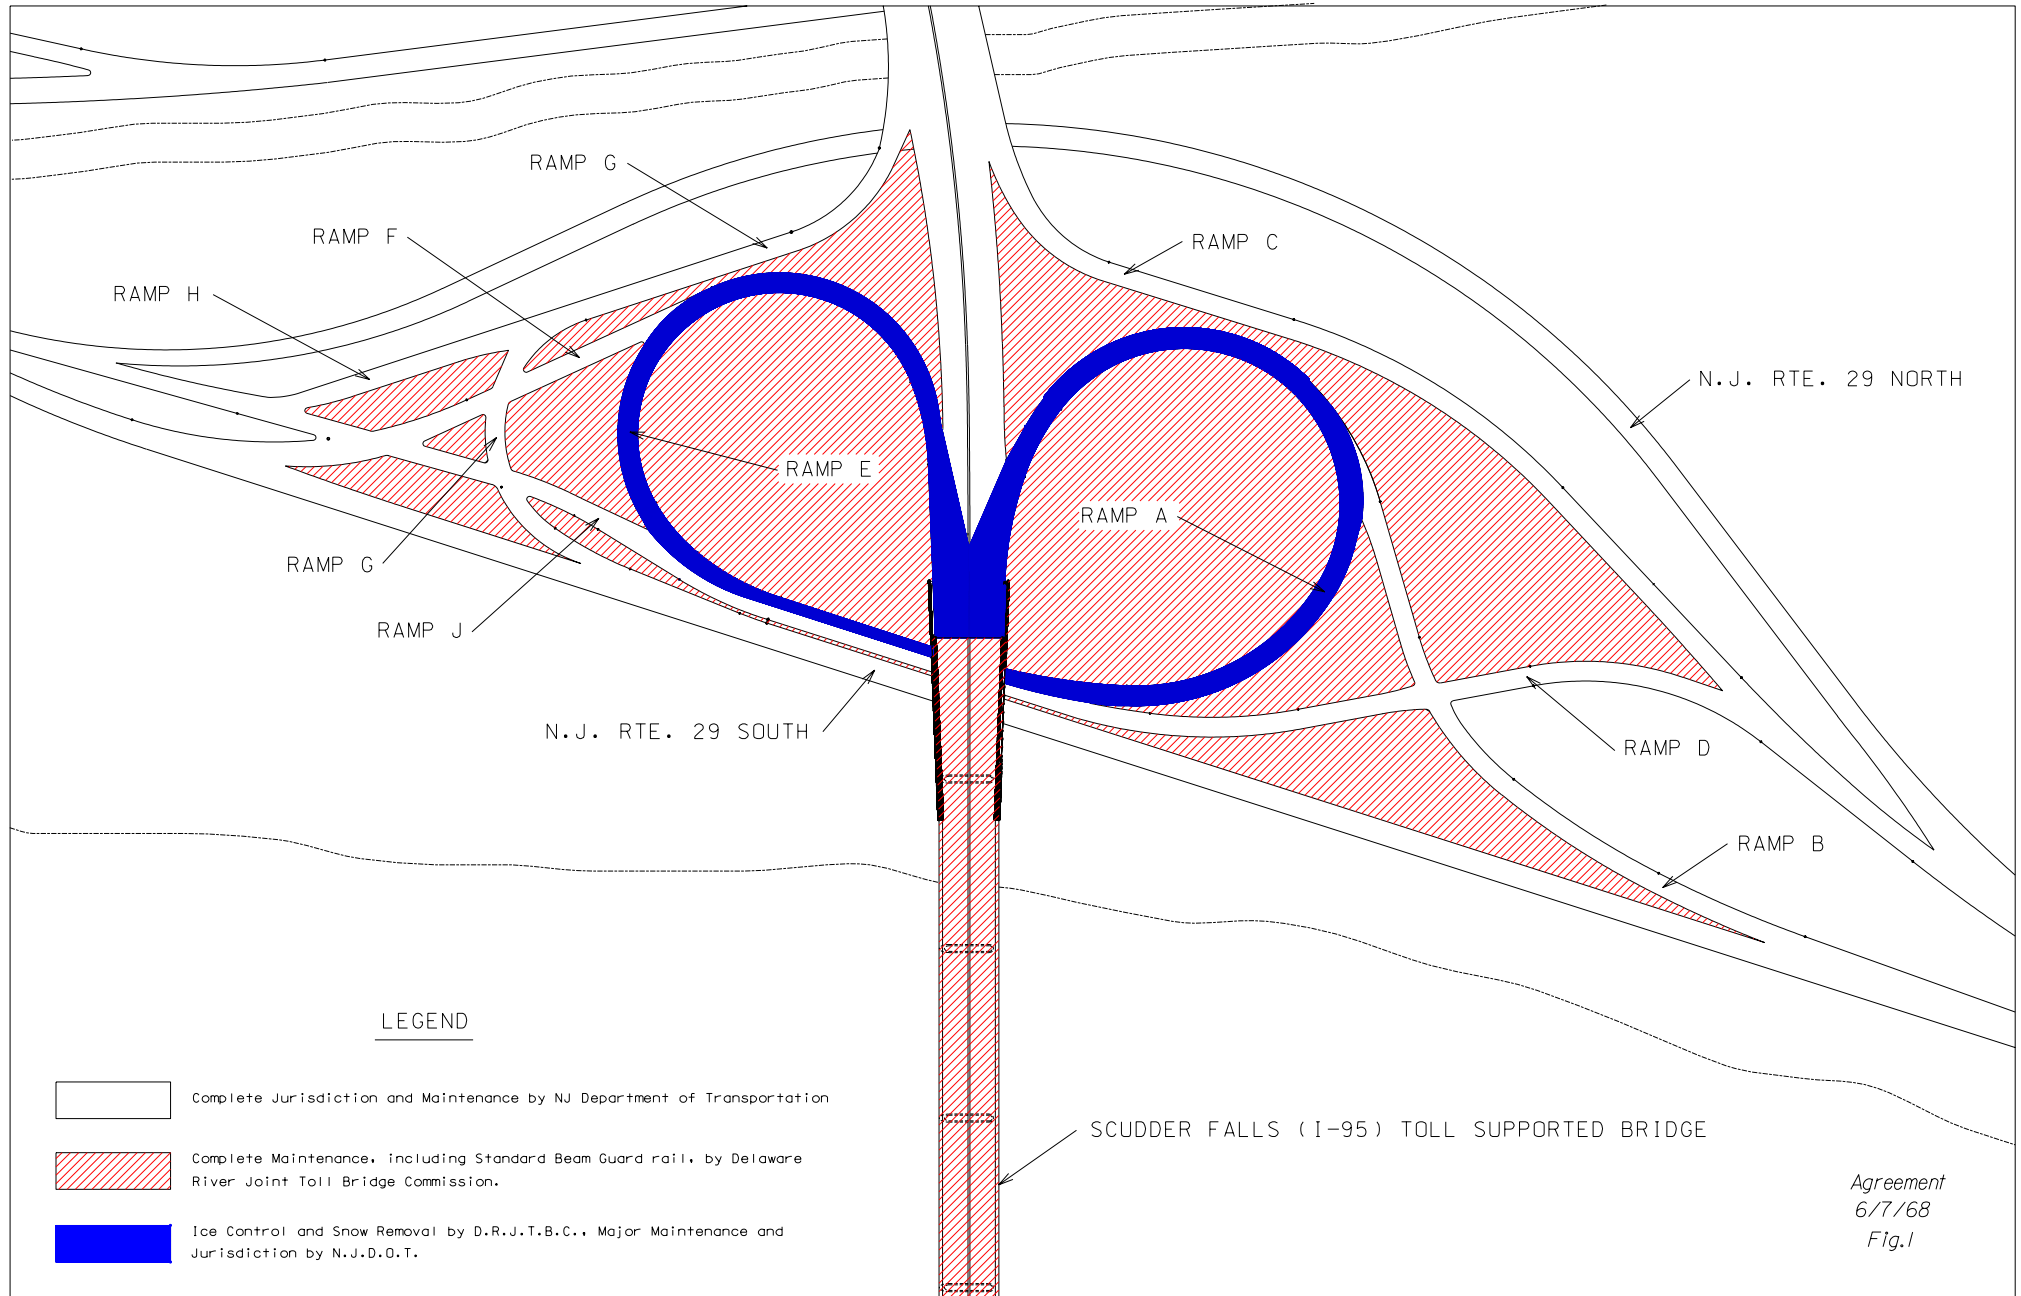 RAMP G
RAMP F
RAMP C
RAMP H
N.J. RTE. 29 NORTH
RAMP E
RAMP A
RAMP G
RAMP J
N.J. RTE. 29 SOUTH
RAMP D
RAMP B
LEGEND
Complete Jurisdiction and Maintenance by NJ Department of Transportation
Complete Maintenance, including Standard Beam Guard rail, by Delaware
River Joint Toll Bridge Commission.
Ice Control and Snow Removal by D.R.J.T.B.C., Major Maintenance and
Jurisdiction by N.J.D.O.T.
SCUDDER FALLS (I-95) TOLL SUPPORTED BRIDGE
Agreement
6/7/68
Fig.1